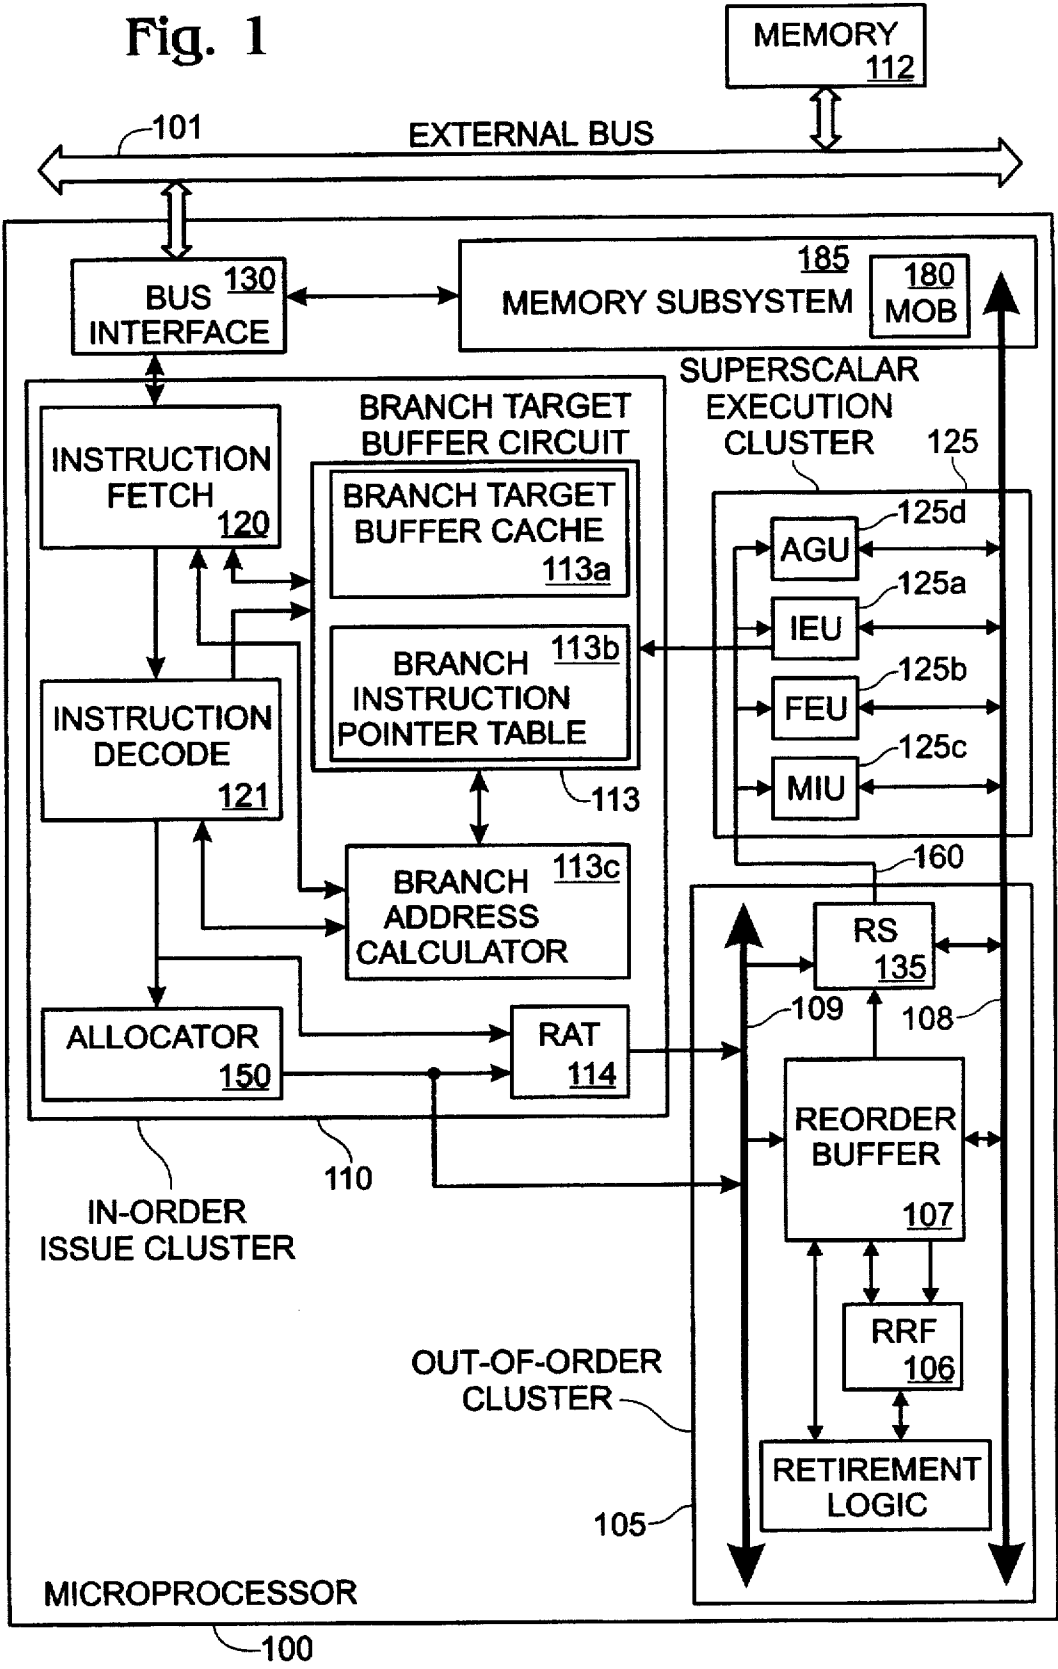 Fig. 1
MEMORY
112
101
EXTERNAL BUS
130
BUS
INTERFACE
185
MEMORY SUBSYSTEM
180
MOB
SUPERSCALAR
EXECUTION
CLUSTER
125
BRANCH TARGET
BUFFER CIRCUIT
INSTRUCTION
FETCH
120
BRANCH TARGET
BUFFER CACHE
113a
113b
BRANCH
INSTRUCTION
POINTER TABLE
113
125d
AGU
125a
IEU
125b
FEU
125c
MIU
INSTRUCTION
DECODE
121
113c
BRANCH
ADDRESS
CALCULATOR
160
RS
135
109
108
ALLOCATOR
150
RAT
114
REORDER
BUFFER
107
110
IN-ORDER
ISSUE CLUSTER
RRF
106
OUT-OF-ORDER
CLUSTER
RETIREMENT
LOGIC
105
MICROPROCESSOR
100